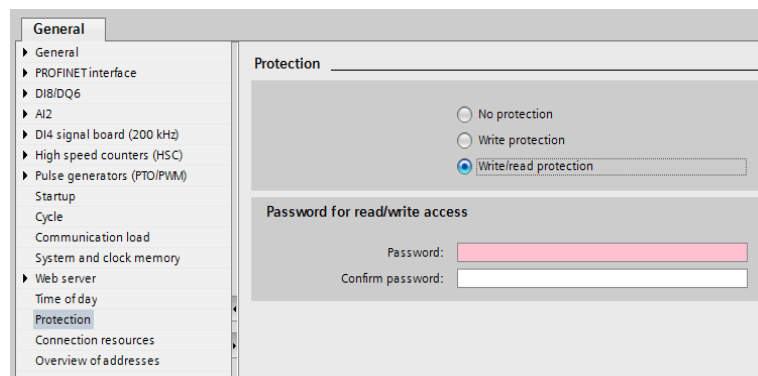 General
General
PROFINET interface
DI8/DQ6
AI2
DI4 signal board (200 kHz)
High speed counters (HSC)
Pulse generators (PTO/PWM)
Startup
Cycle
Communication load
System and clock memory
Web server
Time of day
Protection
Connection resources
Overview of addresses
Protection
No protection
Write protection
Write/read protection
Password for read/write access
Password:
Confirm password: